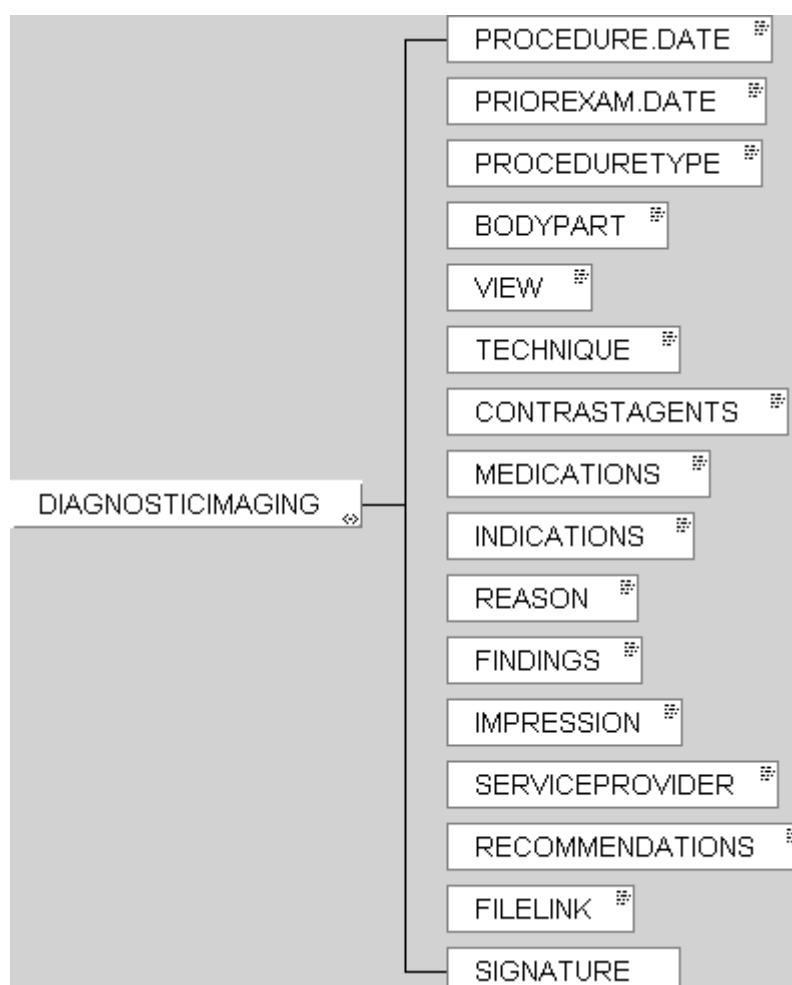 PROCEDURE.DATE
PRIOREXAM.DATE
PROCEDURETYPE
BODYPART
VIEW
TECHNIQUE
CONTRASTAGENTS
MEDICATIONS
DIAGNOSTICIMAGING
INDICATIONS
REASON
FINDINGS
IMPRESSION
SERVICEPROVIDER
RECOMMENDATIONS
FILELINK
SIGNATURE